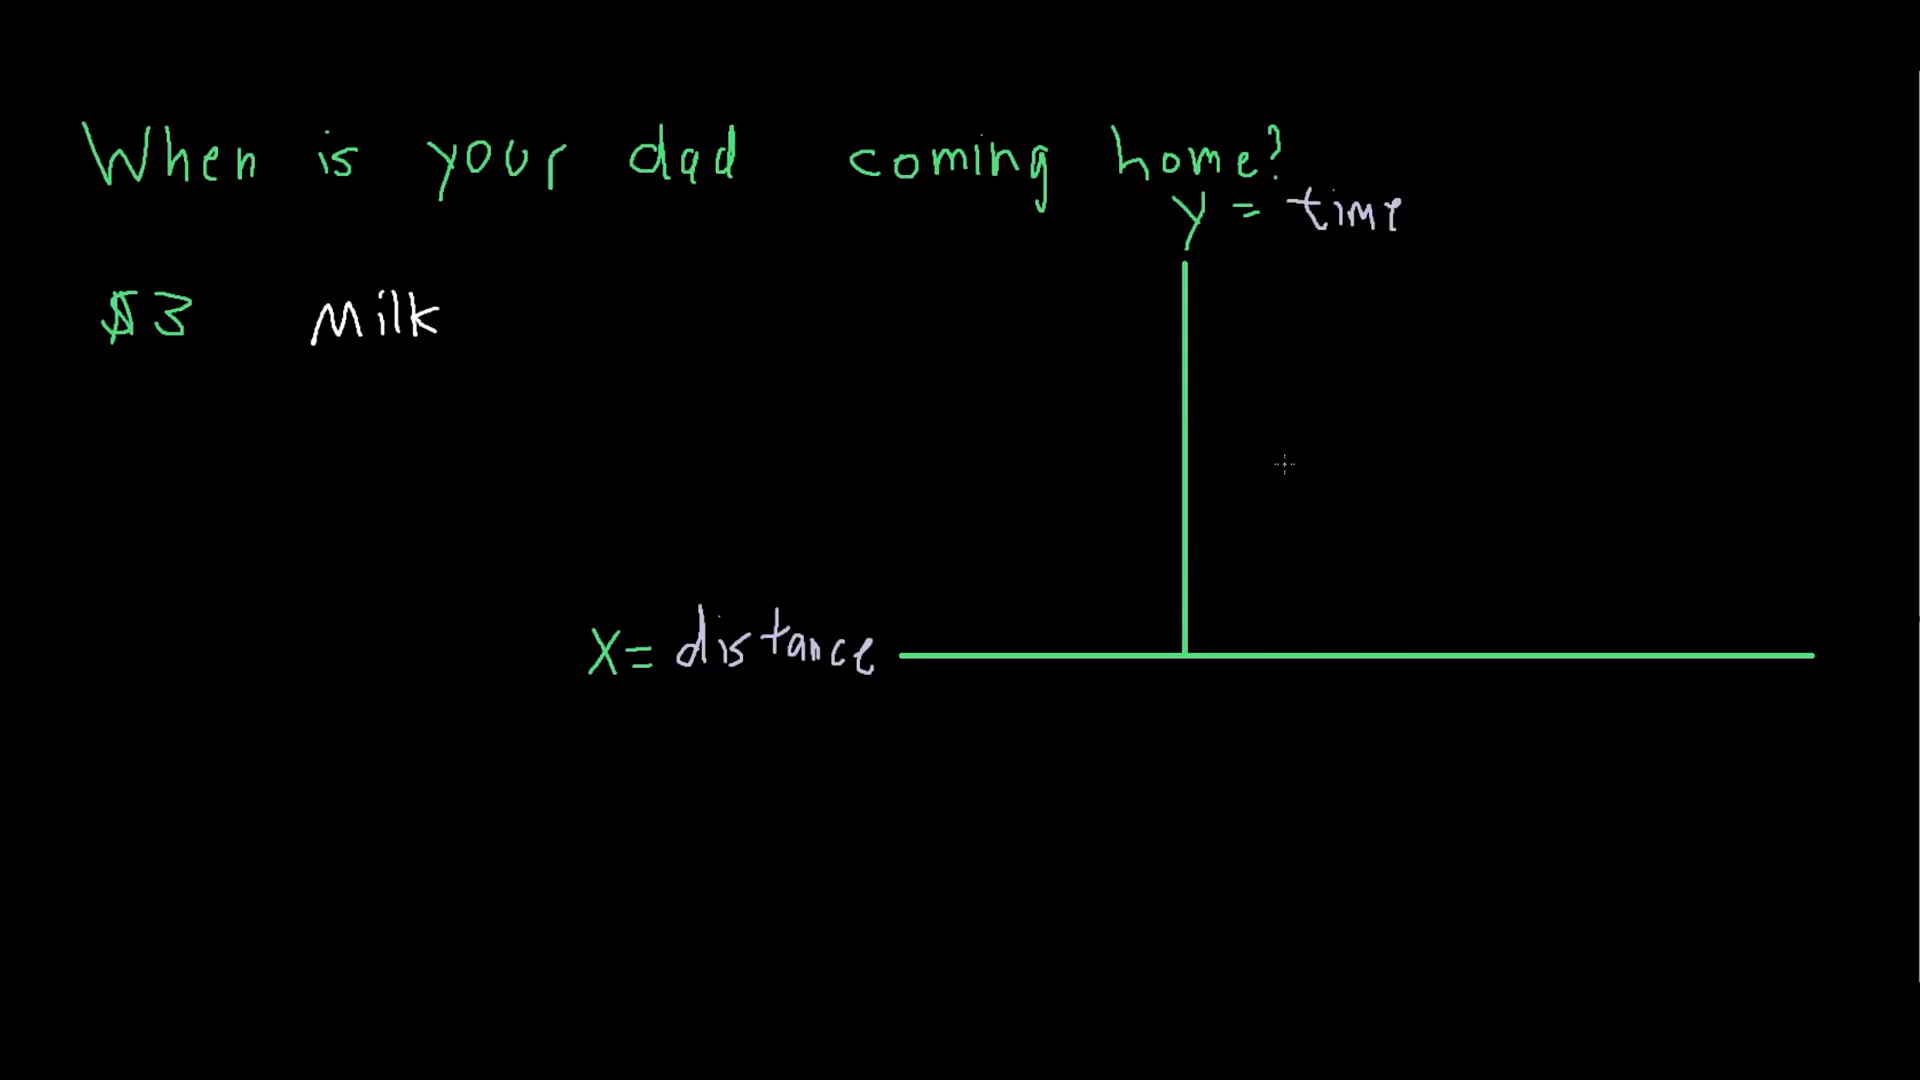 When is your dad coming home?
y = time
$3 Milk
x = distance